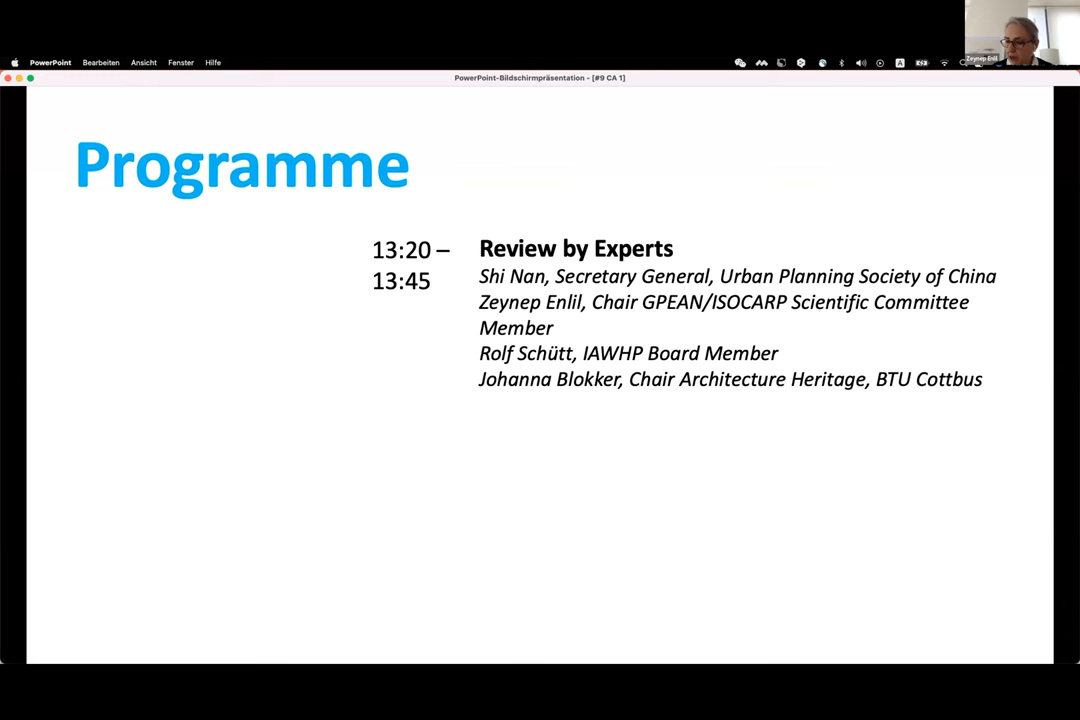 PowerPoint Bearbeiten Ansicht Fenster Hilfe
Zeynep Enlil
PowerPoint-Bildschirmpräsentation - [#9 CA 1]
Programme
13:20 –
13:45
Review by Experts
Shi Nan, Secretary General, Urban Planning Society of China
Zeynep Enlil, Chair GPEAN/ISOCARP Scientific Committee
Member
Rolf Schütt, IAWHP Board Member
Johanna Blokker, Chair Architecture Heritage, BTU Cottbus